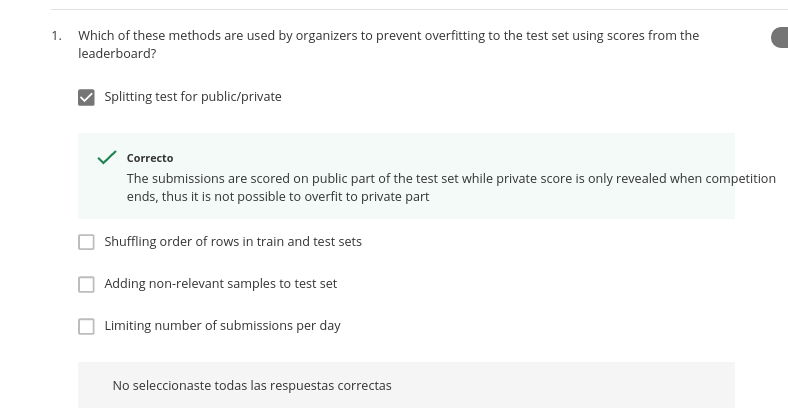 1. Which of these methods are used by organizers to prevent overfitting to the test set using scores from the
leaderboard?
Splitting test for public/private
Correcto
The submissions are scored on public part of the test set while private score is only revealed when competition
ends, thus it is not possible to overfit to private part
Shuffling order of rows in train and test sets
Adding non-relevant samples to test set
Limiting number of submissions per day
No seleccionaste todas las respuestas correctas